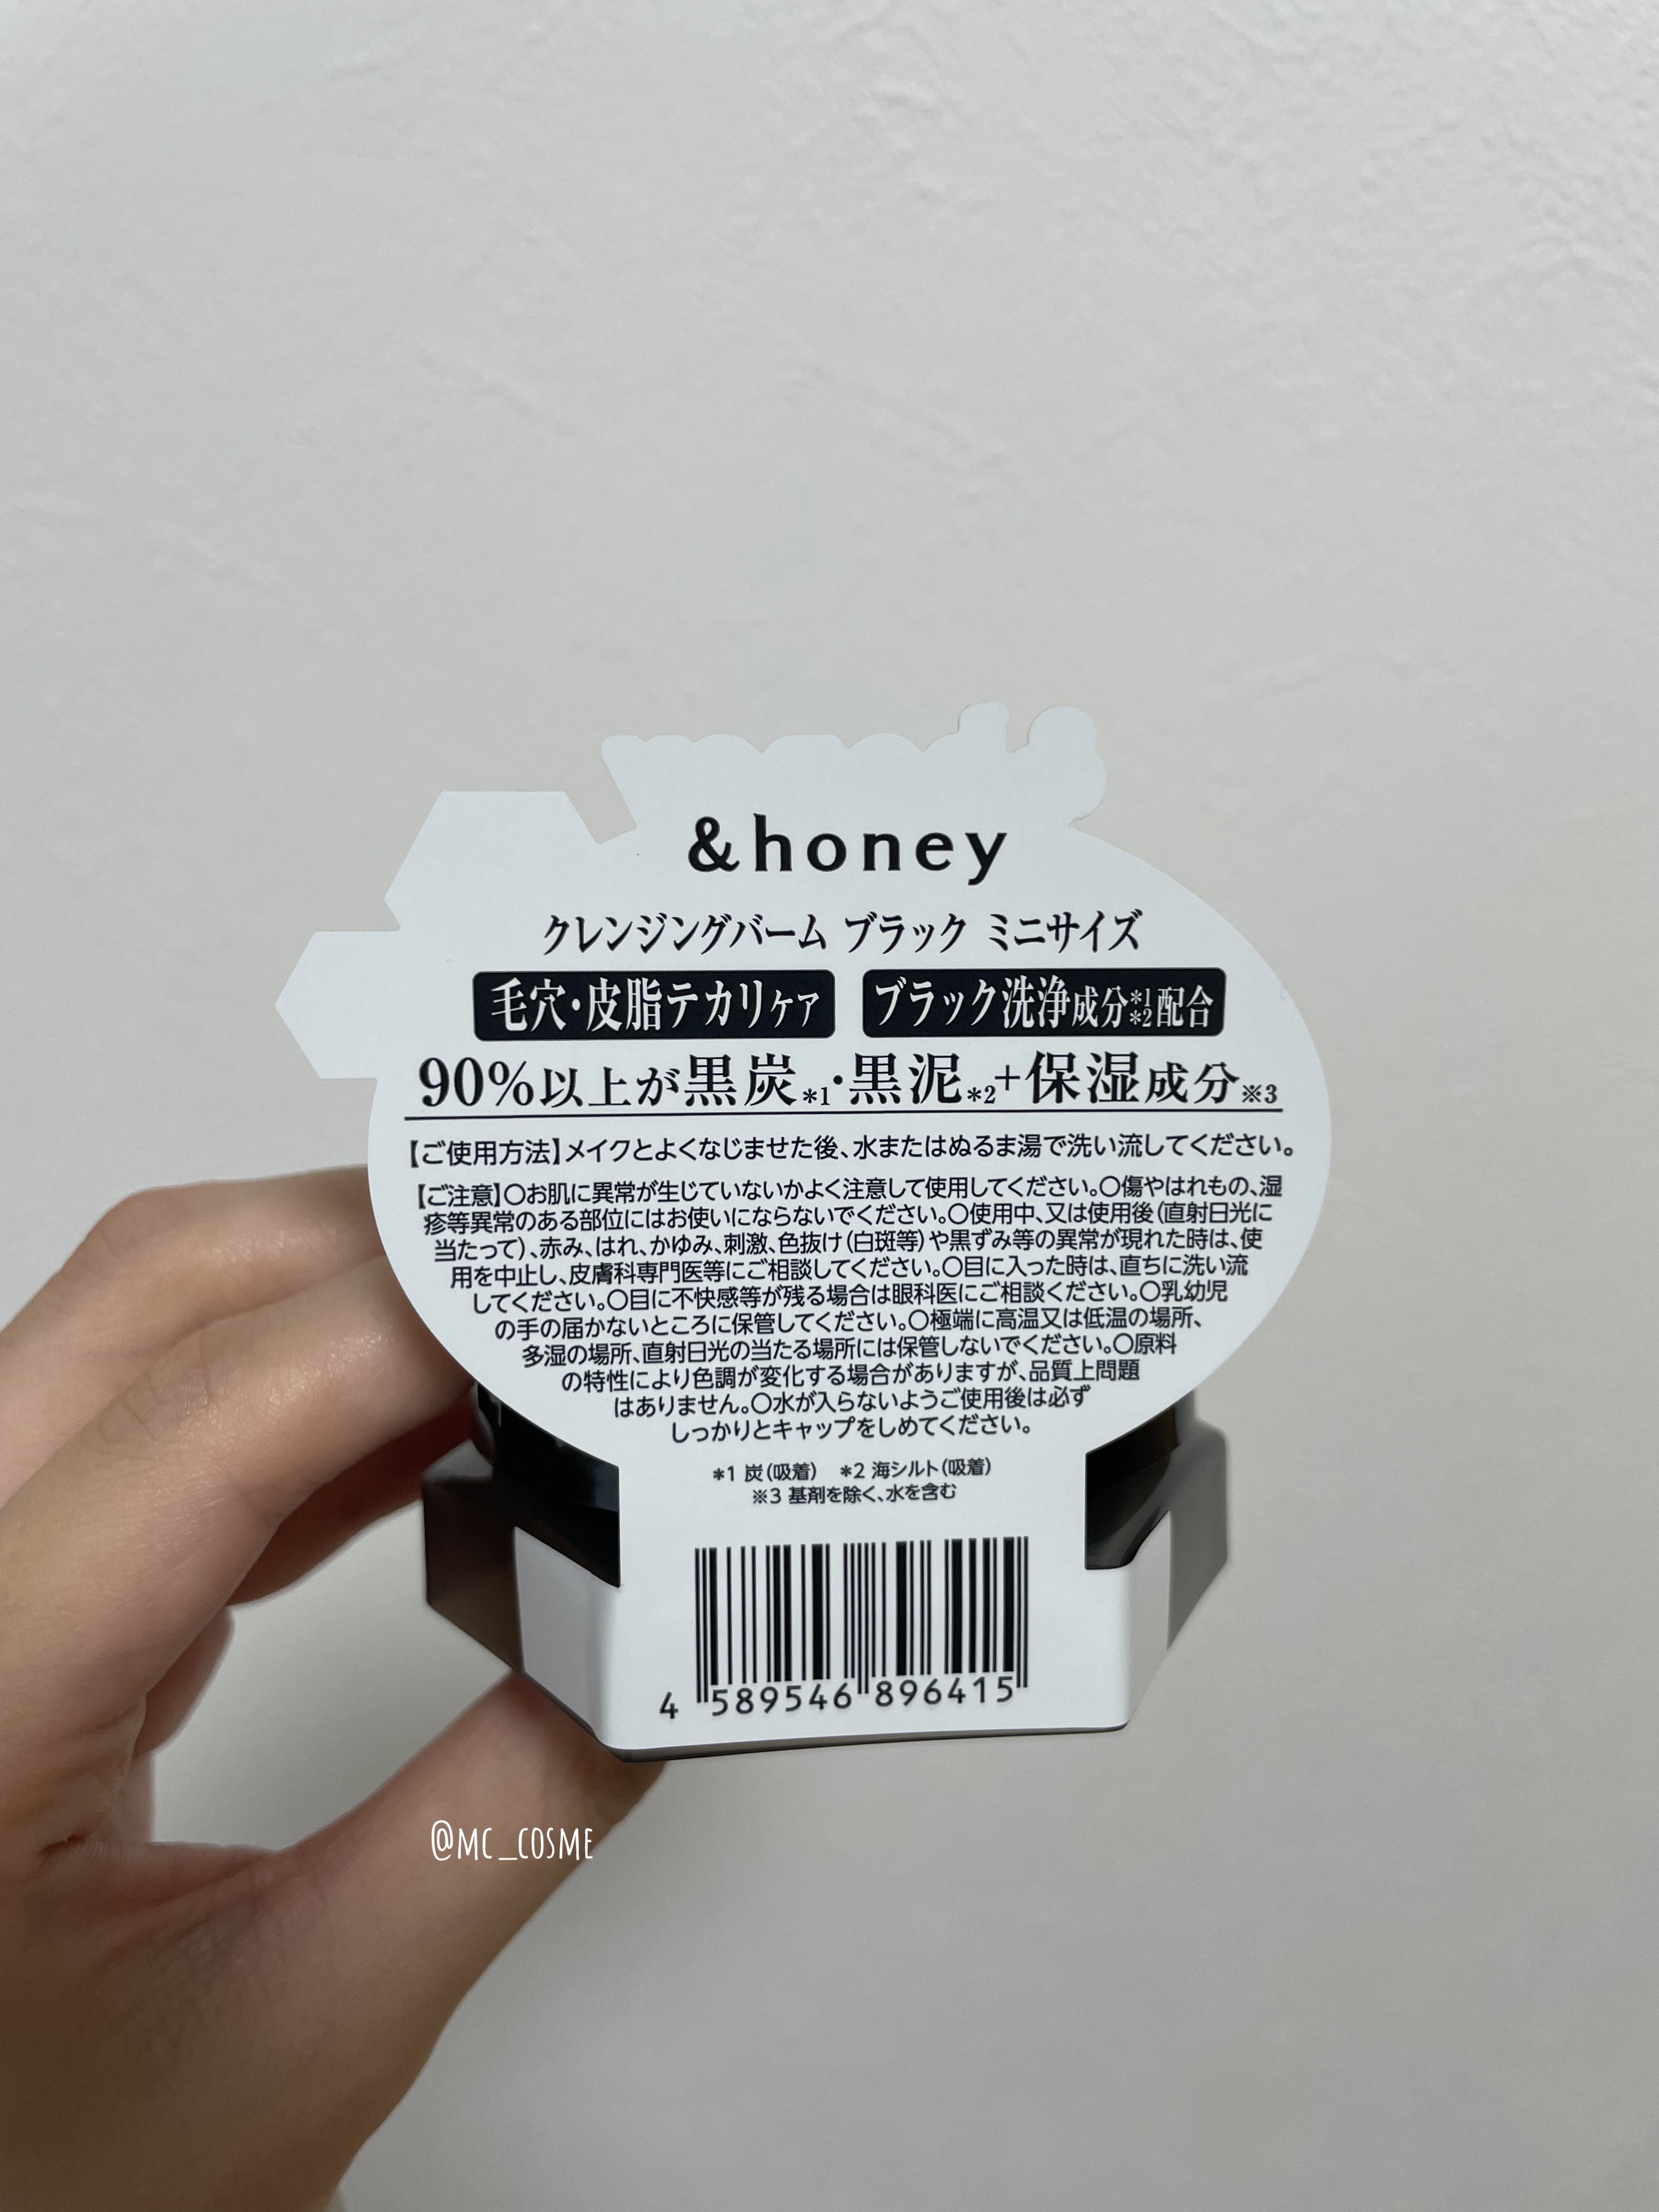 &honey
クレンジングバーム ブラック ミニサイズ
毛穴・皮脂テカリケア ブラック洗浄成分*1*2配合
90%以上が黒炭*1・黒泥*2+保湿成分※3
【ご使用方法】メイクとよくなじませた後、水またはぬるま湯で洗い流してください。
【ご注意】○お肌に異常が生じていないかよく注意して使用してください。○傷やはれもの、湿
疹等異常のある部位にはお使いにならないでください。○使用中、又は使用後(直射日光に
当たって)、赤み、はれ、かゆみ、刺激、色抜け(白斑等)や黒ずみ等の異常が現れた時は、使
用を中止し、皮膚科専門医等にご相談してください。○目に入った時は、直ちに洗い流
してください。○目に不快感等が残る場合は眼科医にご相談ください。○乳幼児
の手の届かないところに保管してください。○極端に高温又は低温の場所、
多湿の場所、直射日光の当たる場所には保管しないでください。○原料
の特性により色調が変化する場合がありますが、品質上問題
はありません。○水が入らないようご使用後は必ず
しっかりとキャップをしめてください。
*1 炭(吸着) *2 海シルト(吸着)
※3 基剤を除く、水を含む
4 589546 896415
@mc_cosme